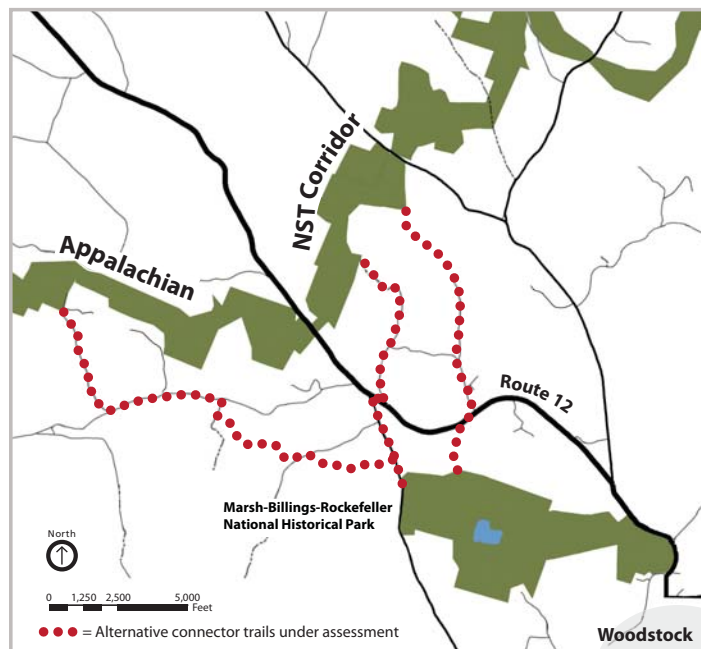 NST Corridor
Appalachian
Route 12
Marsh-Billings-Rockefeller
National Historical Park
North
0 1,250 2,500 5,000
Feet
= Alternative connector trails under assessment
Woodstock